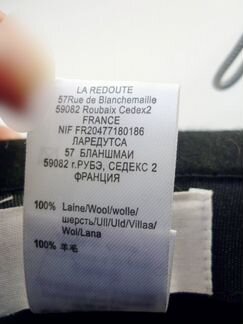 LA REDOUTE
57Rue de Blanchemaille
59082 Roubaix Cedex2
FRANCE
NIF FR20477180186
ЛАРЕДУТСА
57 БЛАНШМАИ
59082 г.РУБЭ, СЕДЕКС 2
ФРАНЦИЯ
100% Laine/Wool/wolle/
шерсть/Ull/Uld/Villaa/
Wol/Lana
100% 羊毛